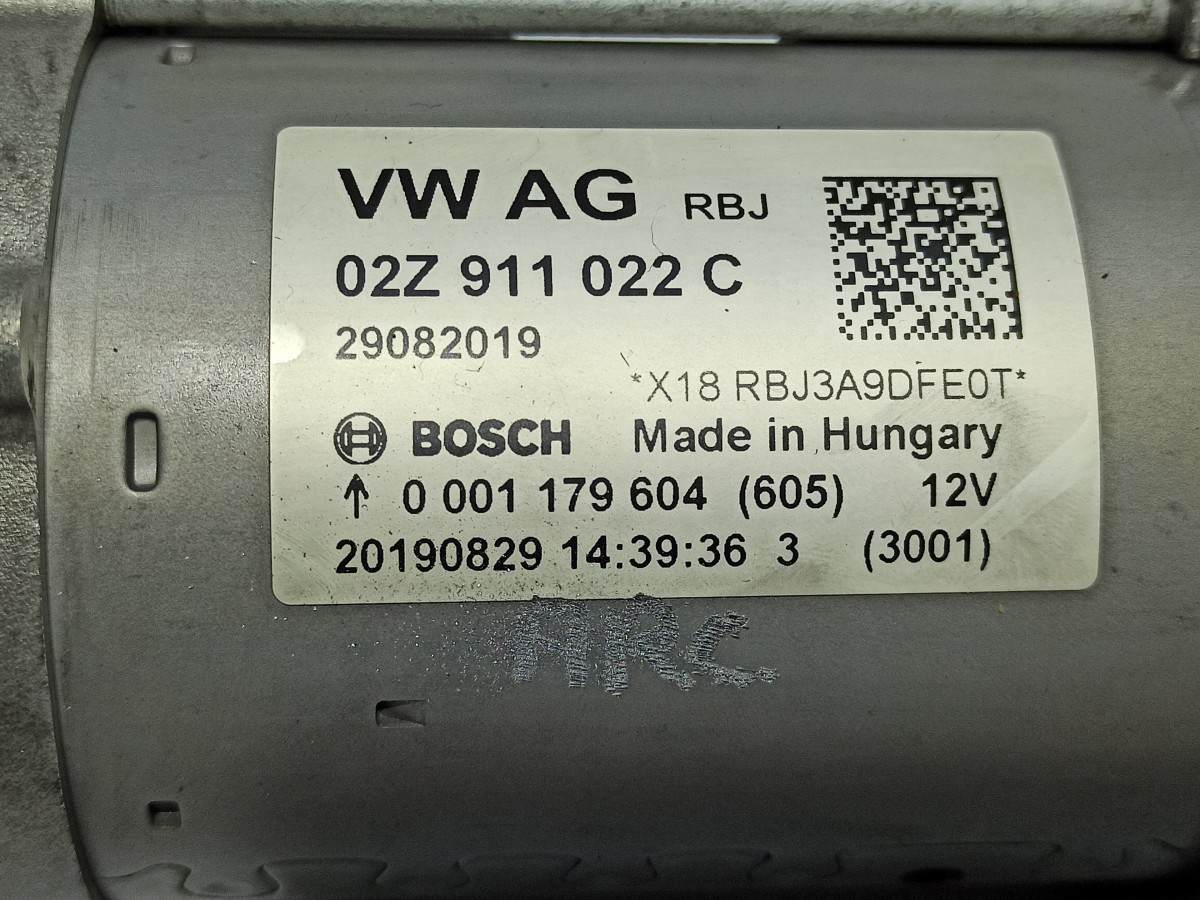 VW AG RBJ
02Z 911 022 C
29082019
*X18 RBJ3A9DFE0T*
BOSCH Made in Hungary
↑ 0 001 179 604 (605) 12V
20190829 14:39:36 3 (3001)
ARC